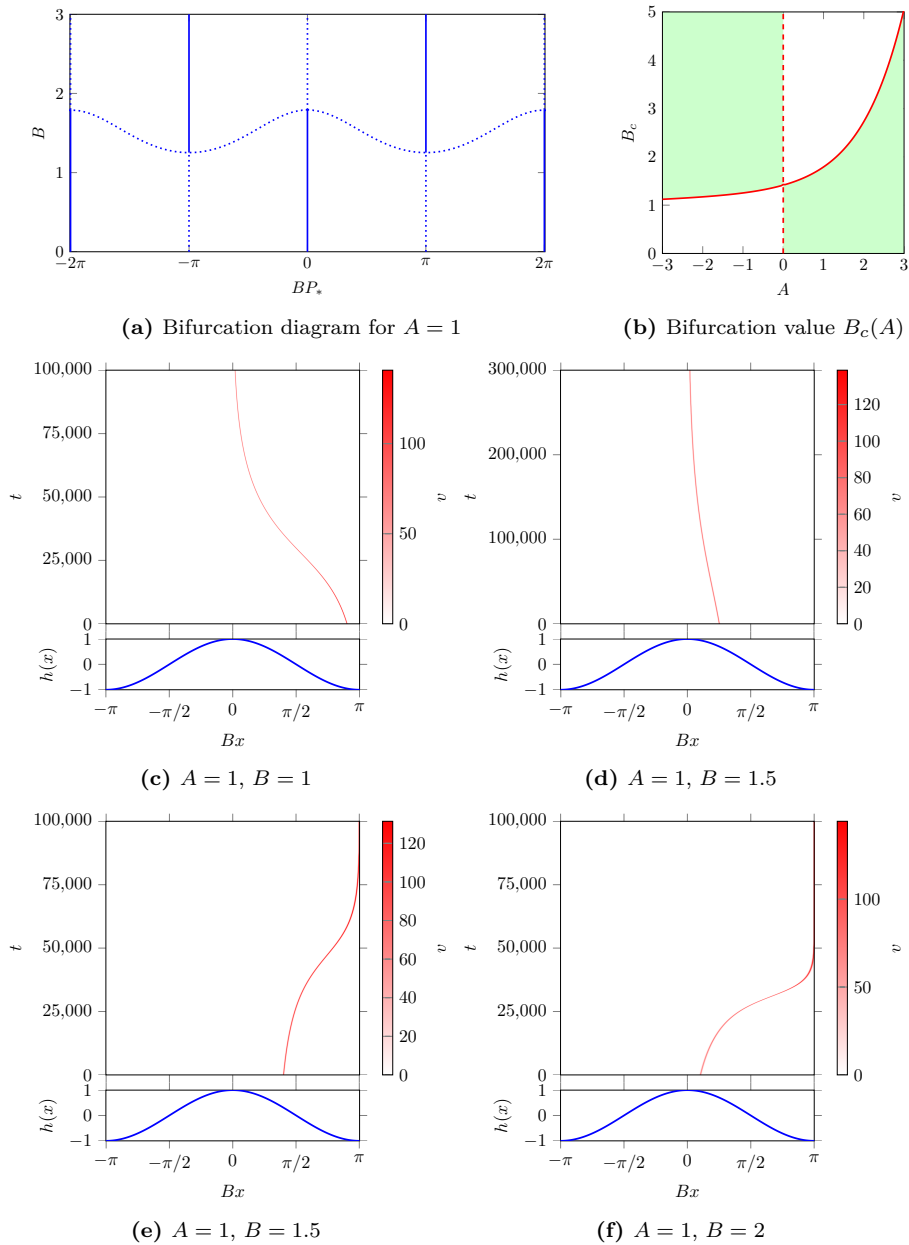 3
2
1
0
B
−2π −π 0 π 2π
BP*
(a) Bifurcation diagram for A = 1
5
4
3
2
1
0
B_c
−3 −2 −1 0 1 2 3
A
(b) Bifurcation value B_c(A)
100,000
75,000
50,000
25,000
0
t
100
50
0
v
1
0
−1
h(x)
−π −π/2 0 π/2 π
Bx
(c) A = 1, B = 1
300,000
200,000
100,000
0
t
120
100
80
60
40
20
0
v
1
0
−1
h(x)
−π −π/2 0 π/2 π
Bx
(d) A = 1, B = 1.5
100,000
75,000
50,000
25,000
0
t
120
100
80
60
40
20
0
v
1
0
−1
h(x)
−π −π/2 0 π/2 π
Bx
(e) A = 1, B = 1.5
100,000
75,000
50,000
25,000
0
t
100
50
0
v
1
0
−1
h(x)
−π −π/2 0 π/2 π
Bx
(f) A = 1, B = 2